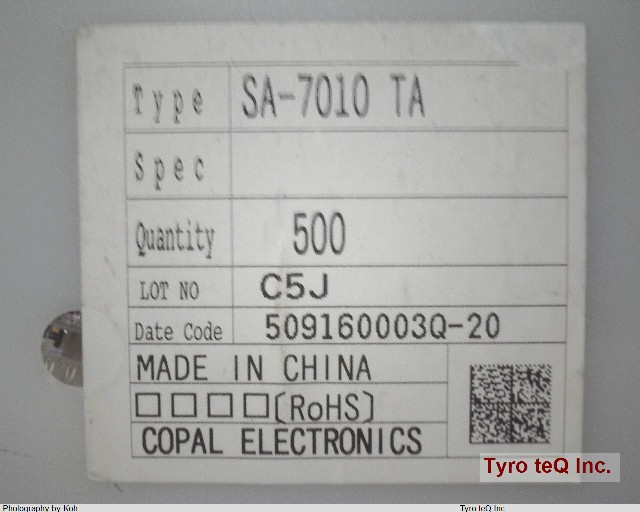 Type SA-7010 TA
Spec
Quantity 500
LOT NO C5J
Date Code 509160003Q-20
MADE IN CHINA
□□□□(RoHS)
COPAL ELECTRONICS
Tyro teQ Inc.
Photography by Koh Tyro teQ Inc